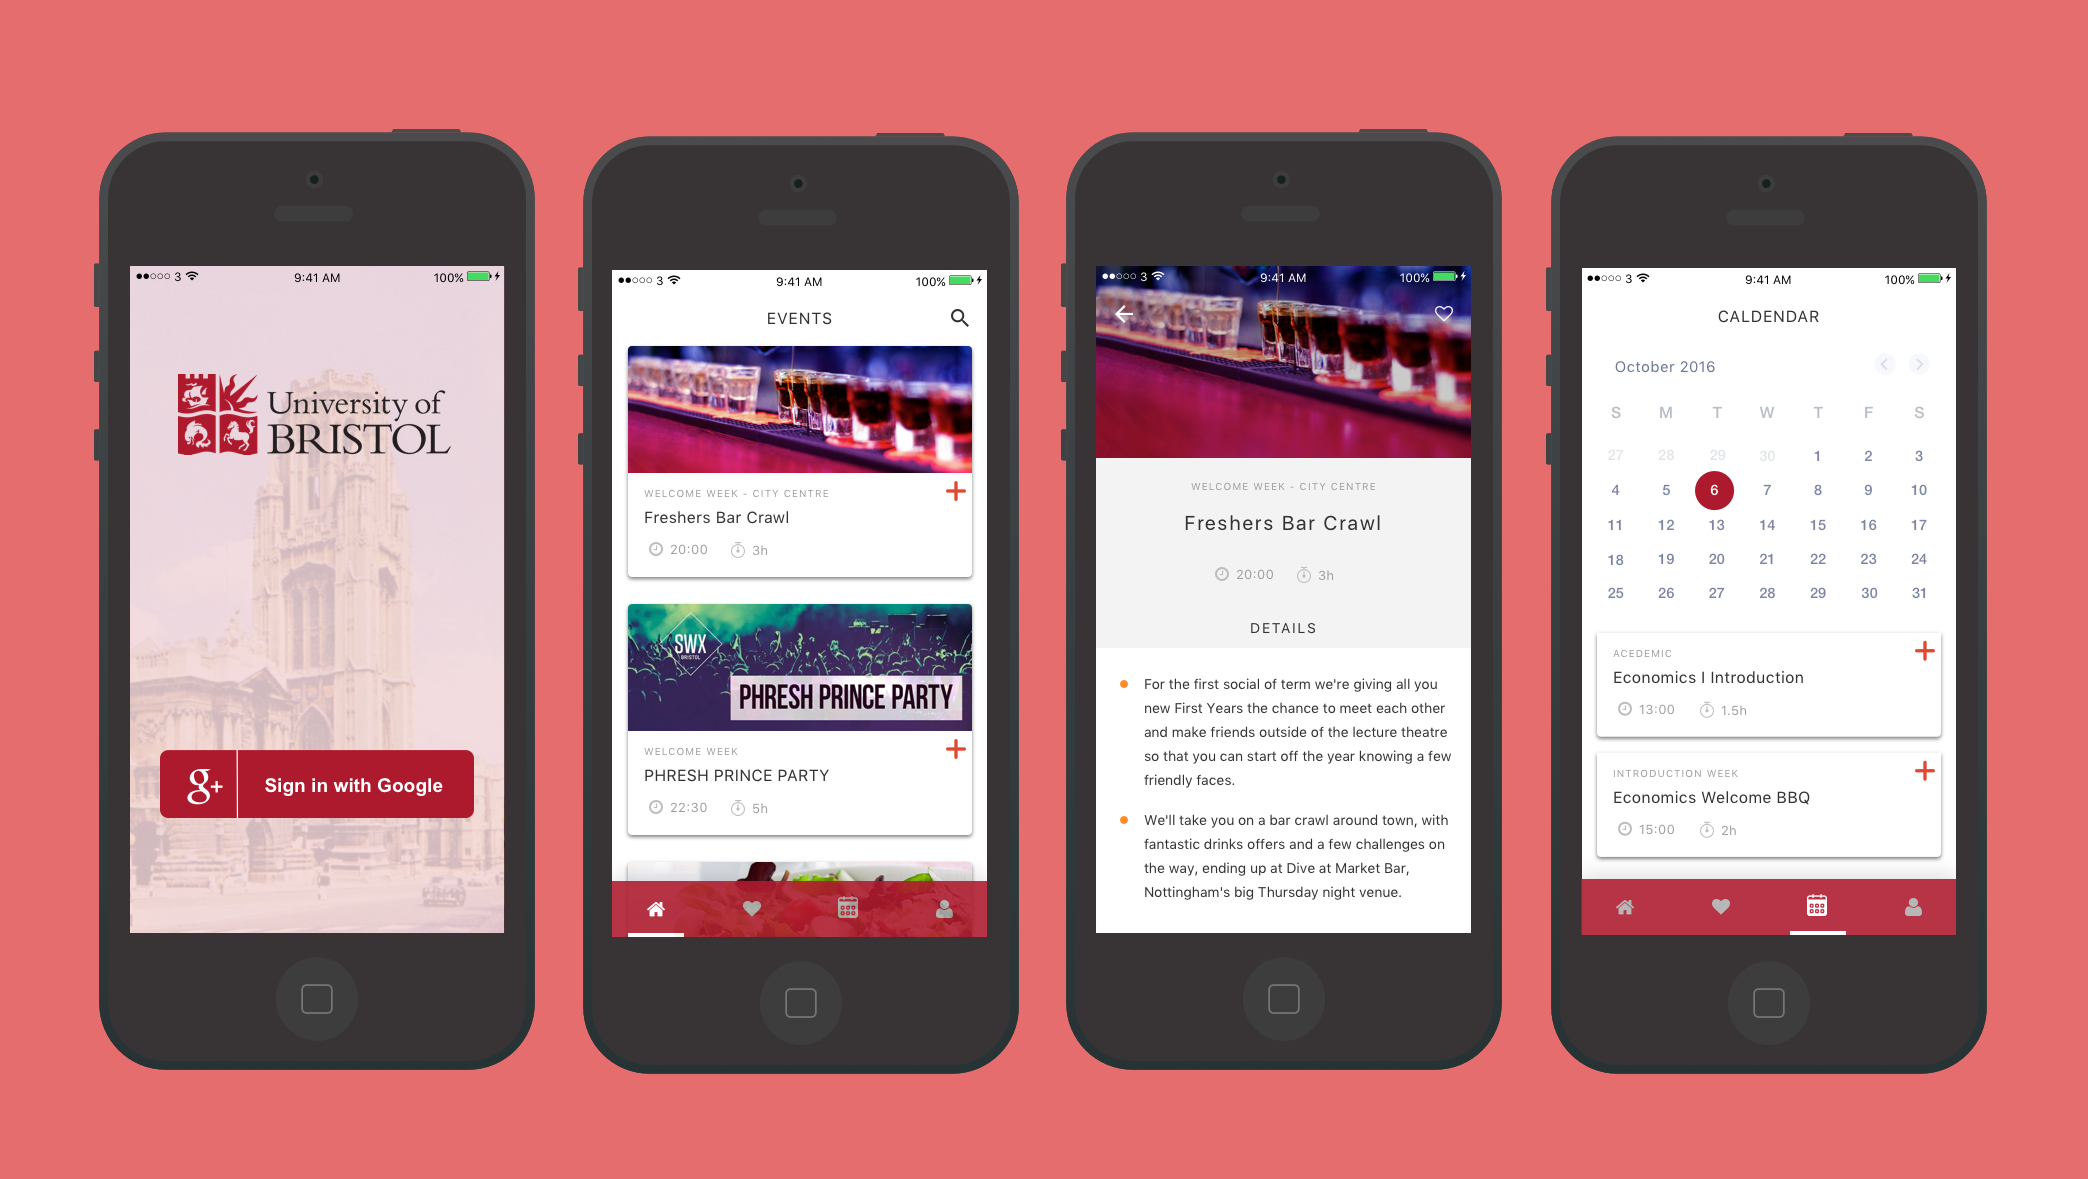 3 9:41 AM 100%
University of
BRISTOL
g+ Sign in with Google
3 9:41 AM 100%
EVENTS
WELCOME WEEK - CITY CENTRE
Freshers Bar Crawl
20:00 3h
SWX
BRISTOL
PHRESH PRINCE PARTY
WELCOME WEEK
PHRESH PRINCE PARTY
22:30 5h
3 9:41 AM 100%
WELCOME WEEK - CITY CENTRE
Freshers Bar Crawl
20:00 3h
DETAILS
For the first social of term we're giving all you
new First Years the chance to meet each other
and make friends outside of the lecture theatre
so that you can start off the year knowing a few
friendly faces.
We'll take you on a bar crawl around town, with
fantastic drinks offers and a few challenges on
the way, ending up at Dive at Market Bar,
Nottingham's big Thursday night venue.
3 9:41 AM 100%
CALDENDAR
October 2016
S M T W T F S
27 28 29 30 1 2 3
4 5 6 7 8 9 10
11 12 13 14 15 16 17
18 19 20 21 22 23 24
25 26 27 28 29 30 31
ACEDEMIC
Economics I Introduction
13:00 1.5h
INTRODUCTION WEEK
Economics Welcome BBQ
15:00 2h